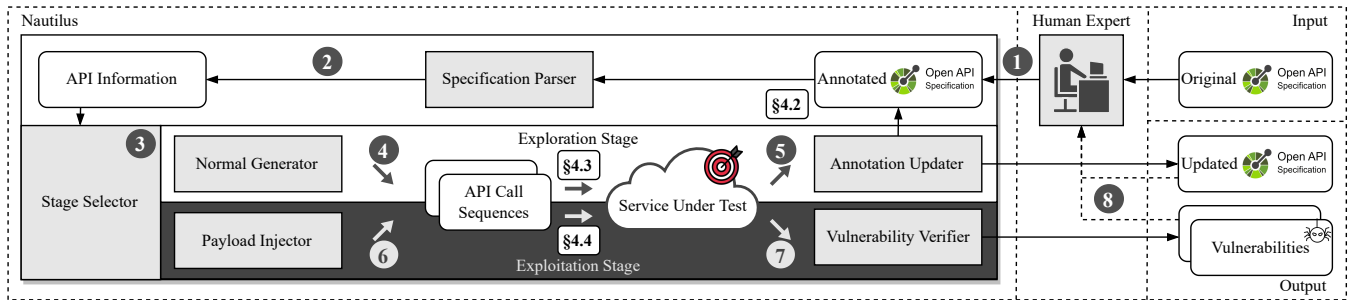 Nautilus
Human Expert
Input
API Information
2
Specification Parser
Annotated
Open API
Specification
1
Original
Open API
Specification
§4.2
3
Stage Selector
Normal Generator
4
Exploration Stage
§4.3
API Call
Sequences
Service Under Test
5
Annotation Updater
Updated
Open API
Specification
8
Payload Injector
6
§4.4
Exploitation Stage
7
Vulnerability Verifier
Vulnerabilities
Output